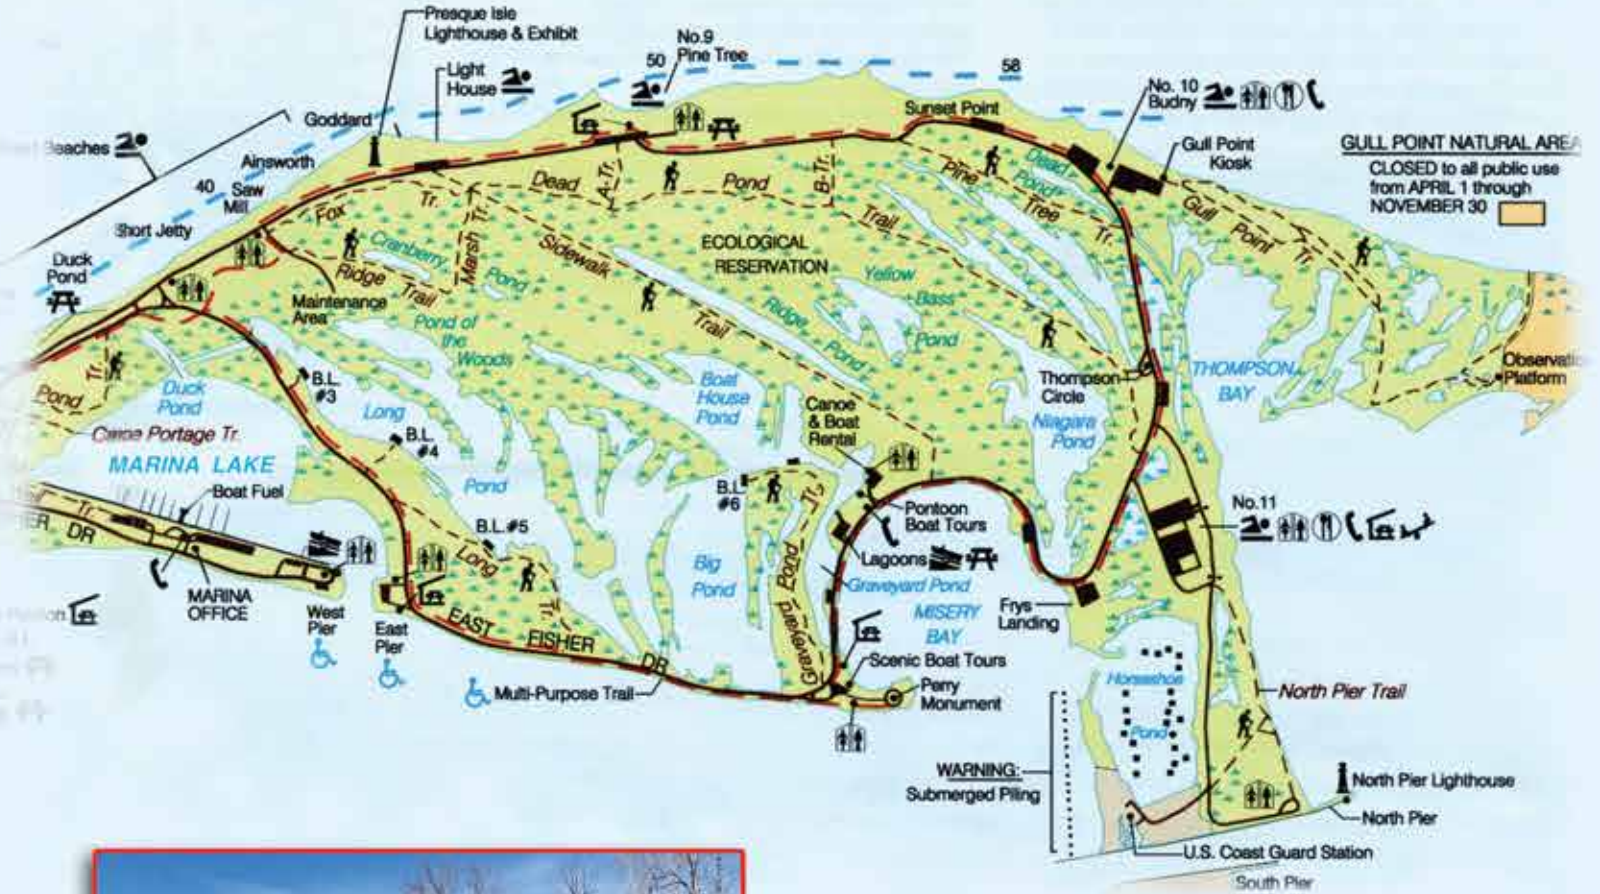 Presque Isle
Lighthouse & Exhibit
Light
House
No.9
Pine Tree
50
58
Goddard
Sunset Point
No. 10
Budny
Gull Point
Kiosk
GULL POINT NATURAL AREA
CLOSED to all public use
from APRIL 1 through
NOVEMBER 30
Beaches
Ainsworth
40
Saw
Mill
Short Jetty
Duck
Pond
Fox
Tr.
Dead
A-Tr.
Pond
B-Tr.
Trail
Pine
Tree
Tr.
Dead
Pond
Gull
Point
Tr.
Cranberry
Pond
Ridge
Trail
Marsh Tr.
Sidewalk
Trail
ECOLOGICAL
RESERVATION
Ridge
Pond
Yellow
Bass
Pond
Maintenance
Area
Pond of
the
Woods
Tr.
Pond
Duck
Pond
B.L.
#3
Long
Pond
B.L.
#4
Boat
House
Pond
Canoe
& Boat
Rental
Thompson
Circle
Niagara
Pond
THOMPSON
BAY
Observatio
Platform
Canoe Portage Tr.
MARINA LAKE
Boat Fuel
Tr.
DR
MARINA
OFFICE
West
Pier
East
Pier
B.L. #5
Long
Tr.
EAST
FISHER
DR
Multi-Purpose Trail
B.L.
#6
Big
Pond
Graveyard
Pond
Tr.
Pontoon
Boat Tours
Lagoons
Graveyard Pond
MISERY
BAY
Scenic Boat Tours
Perry
Monument
Frys
Landing
No.11
Horseshoe
Pond
North Pier Trail
WARNING:
Submerged Piling
North Pier Lighthouse
North Pier
U.S. Coast Guard Station
South Pier